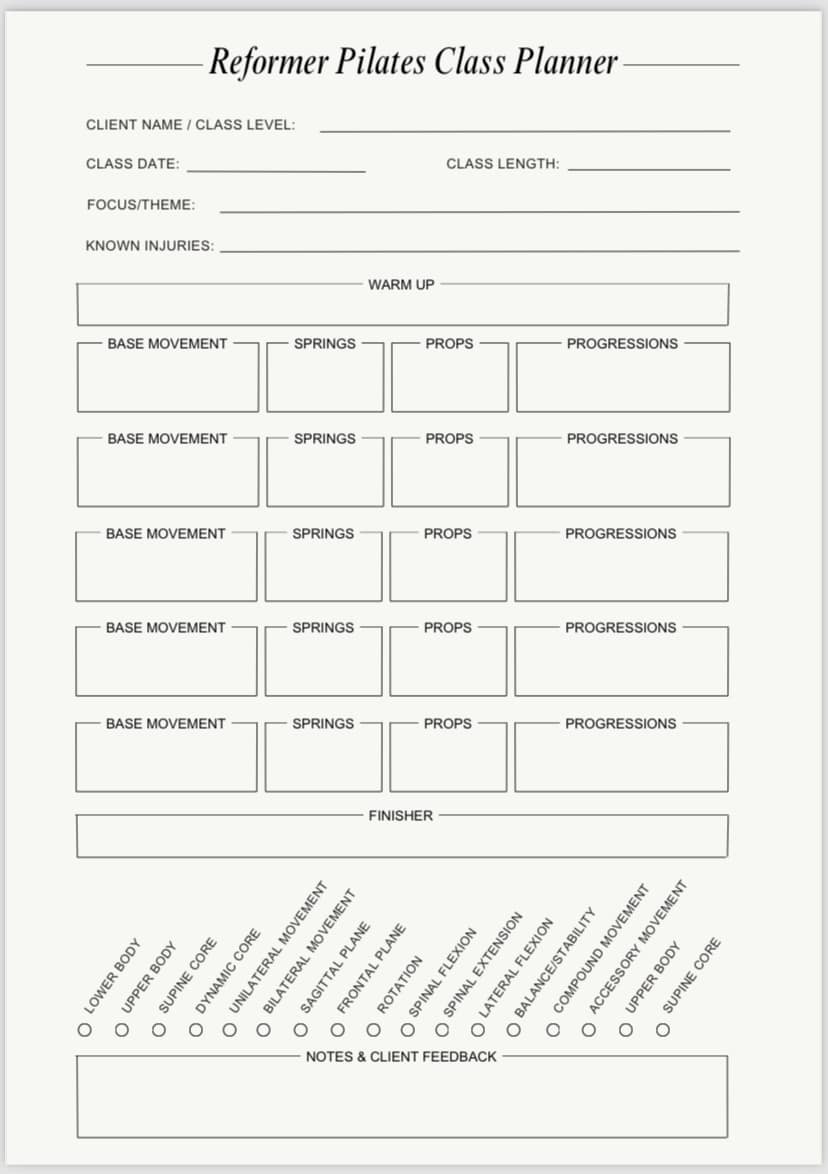 Reformer Pilates Class Planner
CLIENT NAME / CLASS LEVEL:
CLASS DATE: CLASS LENGTH:
FOCUS/THEME:
KNOWN INJURIES:
WARM UP
BASE MOVEMENT SPRINGS PROPS PROGRESSIONS
BASE MOVEMENT SPRINGS PROPS PROGRESSIONS
BASE MOVEMENT SPRINGS PROPS PROGRESSIONS
BASE MOVEMENT SPRINGS PROPS PROGRESSIONS
BASE MOVEMENT SPRINGS PROPS PROGRESSIONS
FINISHER
LOWER BODY
UPPER BODY
SUPINE CORE
DYNAMIC CORE
UNILATERAL MOVEMENT
BILATERAL MOVEMENT
SAGITTAL PLANE
FRONTAL PLANE
ROTATION
SPINAL FLEXION
SPINAL EXTENSION
LATERAL FLEXION
BALANCE/STABILITY
COMPOUND MOVEMENT
ACCESSORY MOVEMENT
UPPER BODY
SUPINE CORE
NOTES & CLIENT FEEDBACK